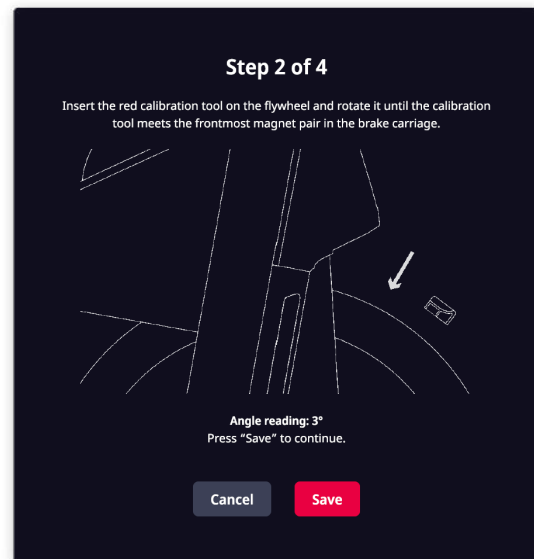 Step 2 of 4
Insert the red calibration tool on the flywheel and rotate it until the calibration
tool meets the frontmost magnet pair in the brake carriage.
Angle reading: 3°
Press “Save” to continue.
Cancel
Save